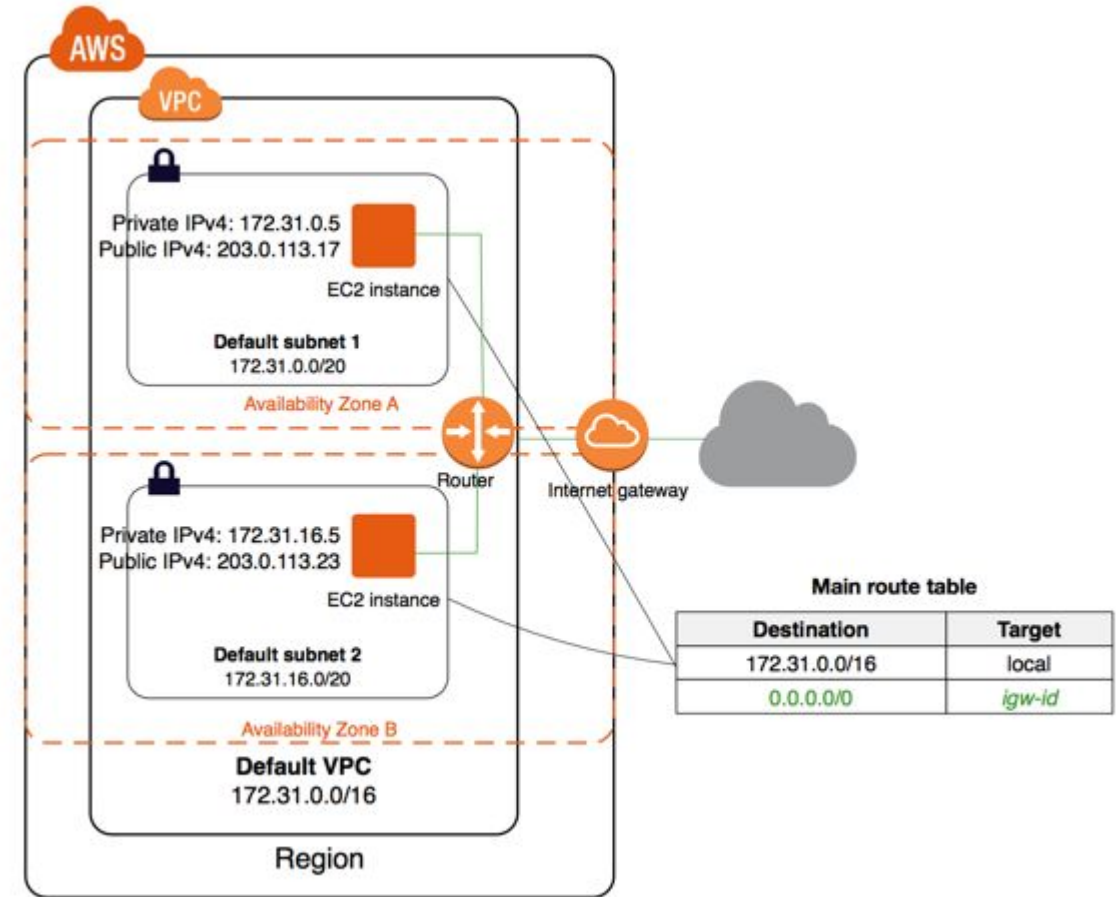 AWS
VPC
Private IPv4: 172.31.0.5
Public IPv4: 203.0.113.17
EC2 instance
Default subnet 1
172.31.0.0/20
Availability Zone A
Router
Internet gateway
Private IPv4: 172.31.16.5
Public IPv4: 203.0.113.23
EC2 instance
Default subnet 2
172.31.16.0/20
Availability Zone B
Default VPC
172.31.0.0/16
Region
Main route table
Destination Target
172.31.0.0/16 local
0.0.0.0/0 igw-id